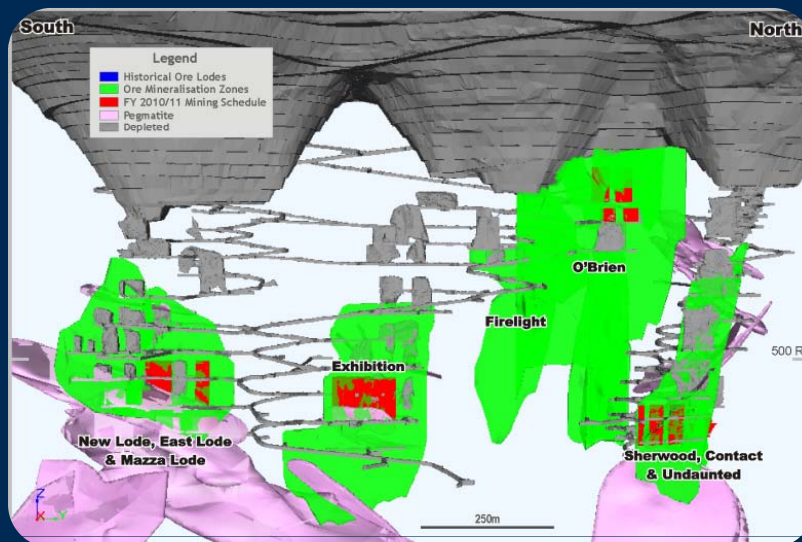 South
North
Legend
Historical Ore Lodes
Ore Mineralisation Zones
FY 2010/11 Mining Schedule
Pegmatite
Depleted
O'Brien
Firelight
500 R
Exhibition
New Lode, East Lode
& Mazza Lode
Sherwood, Contact
& Undaunted
Z
X Y
250m